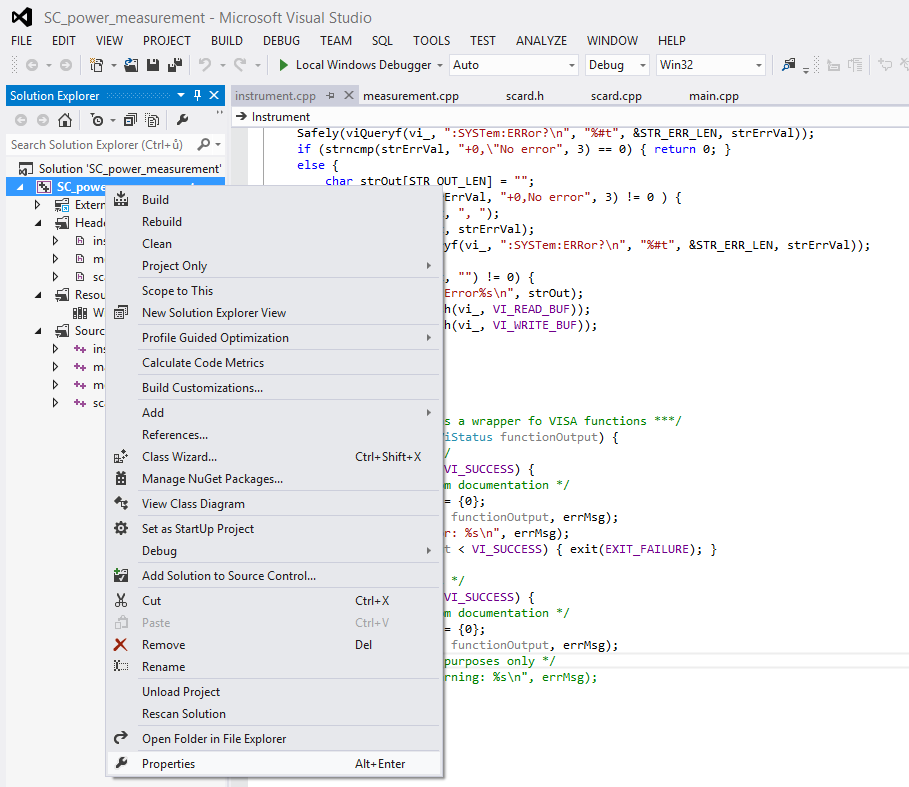 SC_power_measurement - Microsoft Visual Studio
FILE EDIT VIEW PROJECT BUILD DEBUG TEAM SQL TOOLS TEST ANALYZE WINDOW HELP
Local Windows Debugger Auto Debug Win32
Solution Explorer
instrument.cpp measurement.cpp scard.h scard.cpp main.cpp
Instrument
Search Solution Explorer (Ctrl+ů)
Solution 'SC_power_measurement'
SC_powe
Extern
Heade
ins
m
sca
Resou
W
Sourc
ins
m
m
sca
Build
Rebuild
Clean
Project Only
Scope to This
New Solution Explorer View
Profile Guided Optimization
Calculate Code Metrics
Build Customizations...
Add
References...
Class Wizard... Ctrl+Shift+X
Manage NuGet Packages...
View Class Diagram
Set as StartUp Project
Debug
Add Solution to Source Control...
Cut Ctrl+X
Paste Ctrl+V
Remove Del
Rename
Unload Project
Rescan Solution
Open Folder in File Explorer
Properties Alt+Enter
Safely(viQueryf(vi_, ":SYSTem:ERRor?\n", "%#t", &STR_ERR_LEN, strErrVal));
if (strncmp(strErrVal, "+0,\"No error", 3) == 0) { return 0; }
else {
char strOut[STR_OUT_LEN] = "";
ErrVal, "+0,No error", 3) != 0 ) {
, ", ");
, strErrVal);
yf(vi_, ":SYSTem:ERRor?\n", "%#t", &STR_ERR_LEN, strErrVal));
, "") != 0) {
Error%s\n", strOut);
h(vi_, VI_READ_BUF));
h(vi_, VI_WRITE_BUF));
s a wrapper fo VISA functions ***/
iStatus functionOutput) {
/
VI_SUCCESS) {
m documentation */
= {0};
functionOutput, errMsg);
r: %s\n", errMsg);
t < VI_SUCCESS) { exit(EXIT_FAILURE); }
*/
VI_SUCCESS) {
m documentation */
= {0};
functionOutput, errMsg);
purposes only */
rning: %s\n", errMsg);